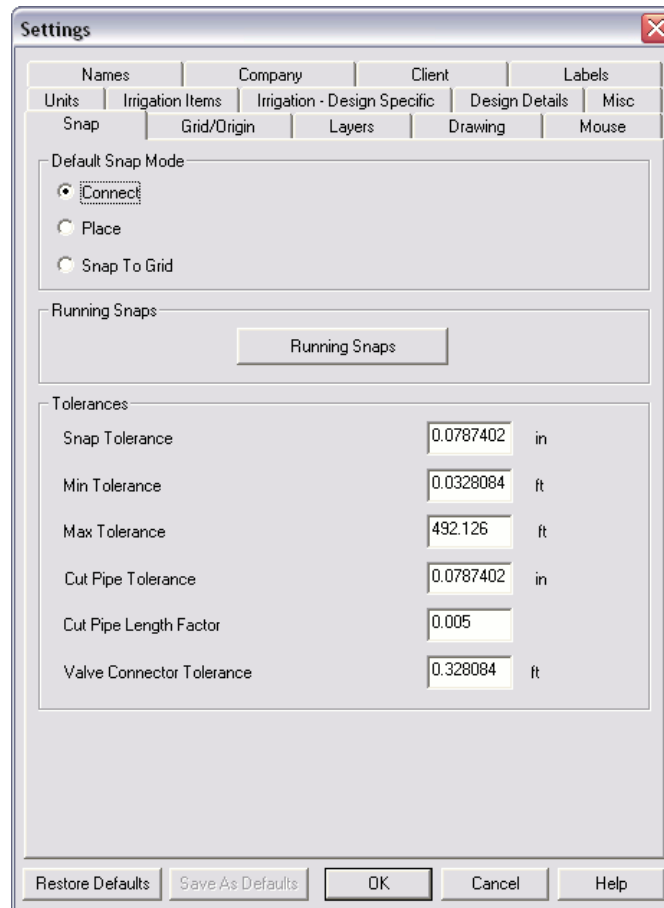 Settings
Names Company Client Labels
Units Irrigation Items Irrigation - Design Specific Design Details Misc
Snap Grid/Origin Layers Drawing Mouse
Default Snap Mode
Connect
Place
Snap To Grid
Running Snaps
Running Snaps
Tolerances
Snap Tolerance 0.0787402 in
Min Tolerance 0.0328084 ft
Max Tolerance 492.126 ft
Cut Pipe Tolerance 0.0787402 in
Cut Pipe Length Factor 0.005
Valve Connector Tolerance 0.328084 ft
Restore Defaults Save As Defaults OK Cancel Help